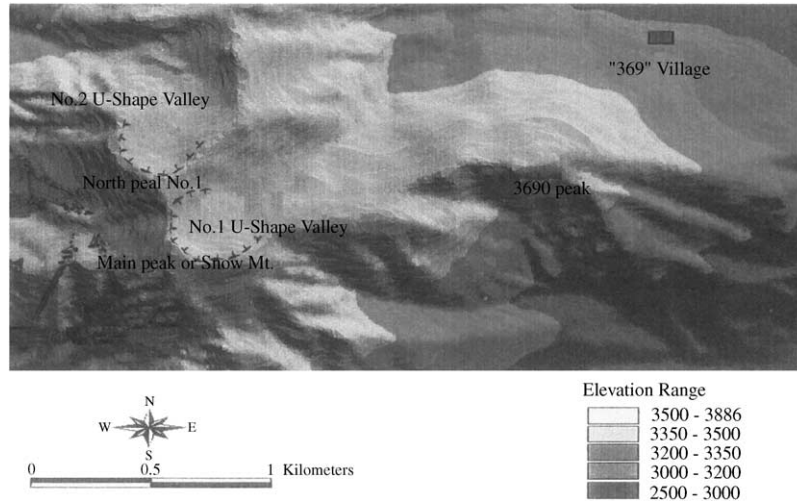 "369" Village
No.2 U-Shape Valley
North peal No.1
3690 peak
No.1 U-Shape Valley
Main peak or Snow Mt.
N
W E
S
0 0.5 1 Kilometers
Elevation Range
3500 - 3886
3350 - 3500
3200 - 3350
3000 - 3200
2500 - 3000